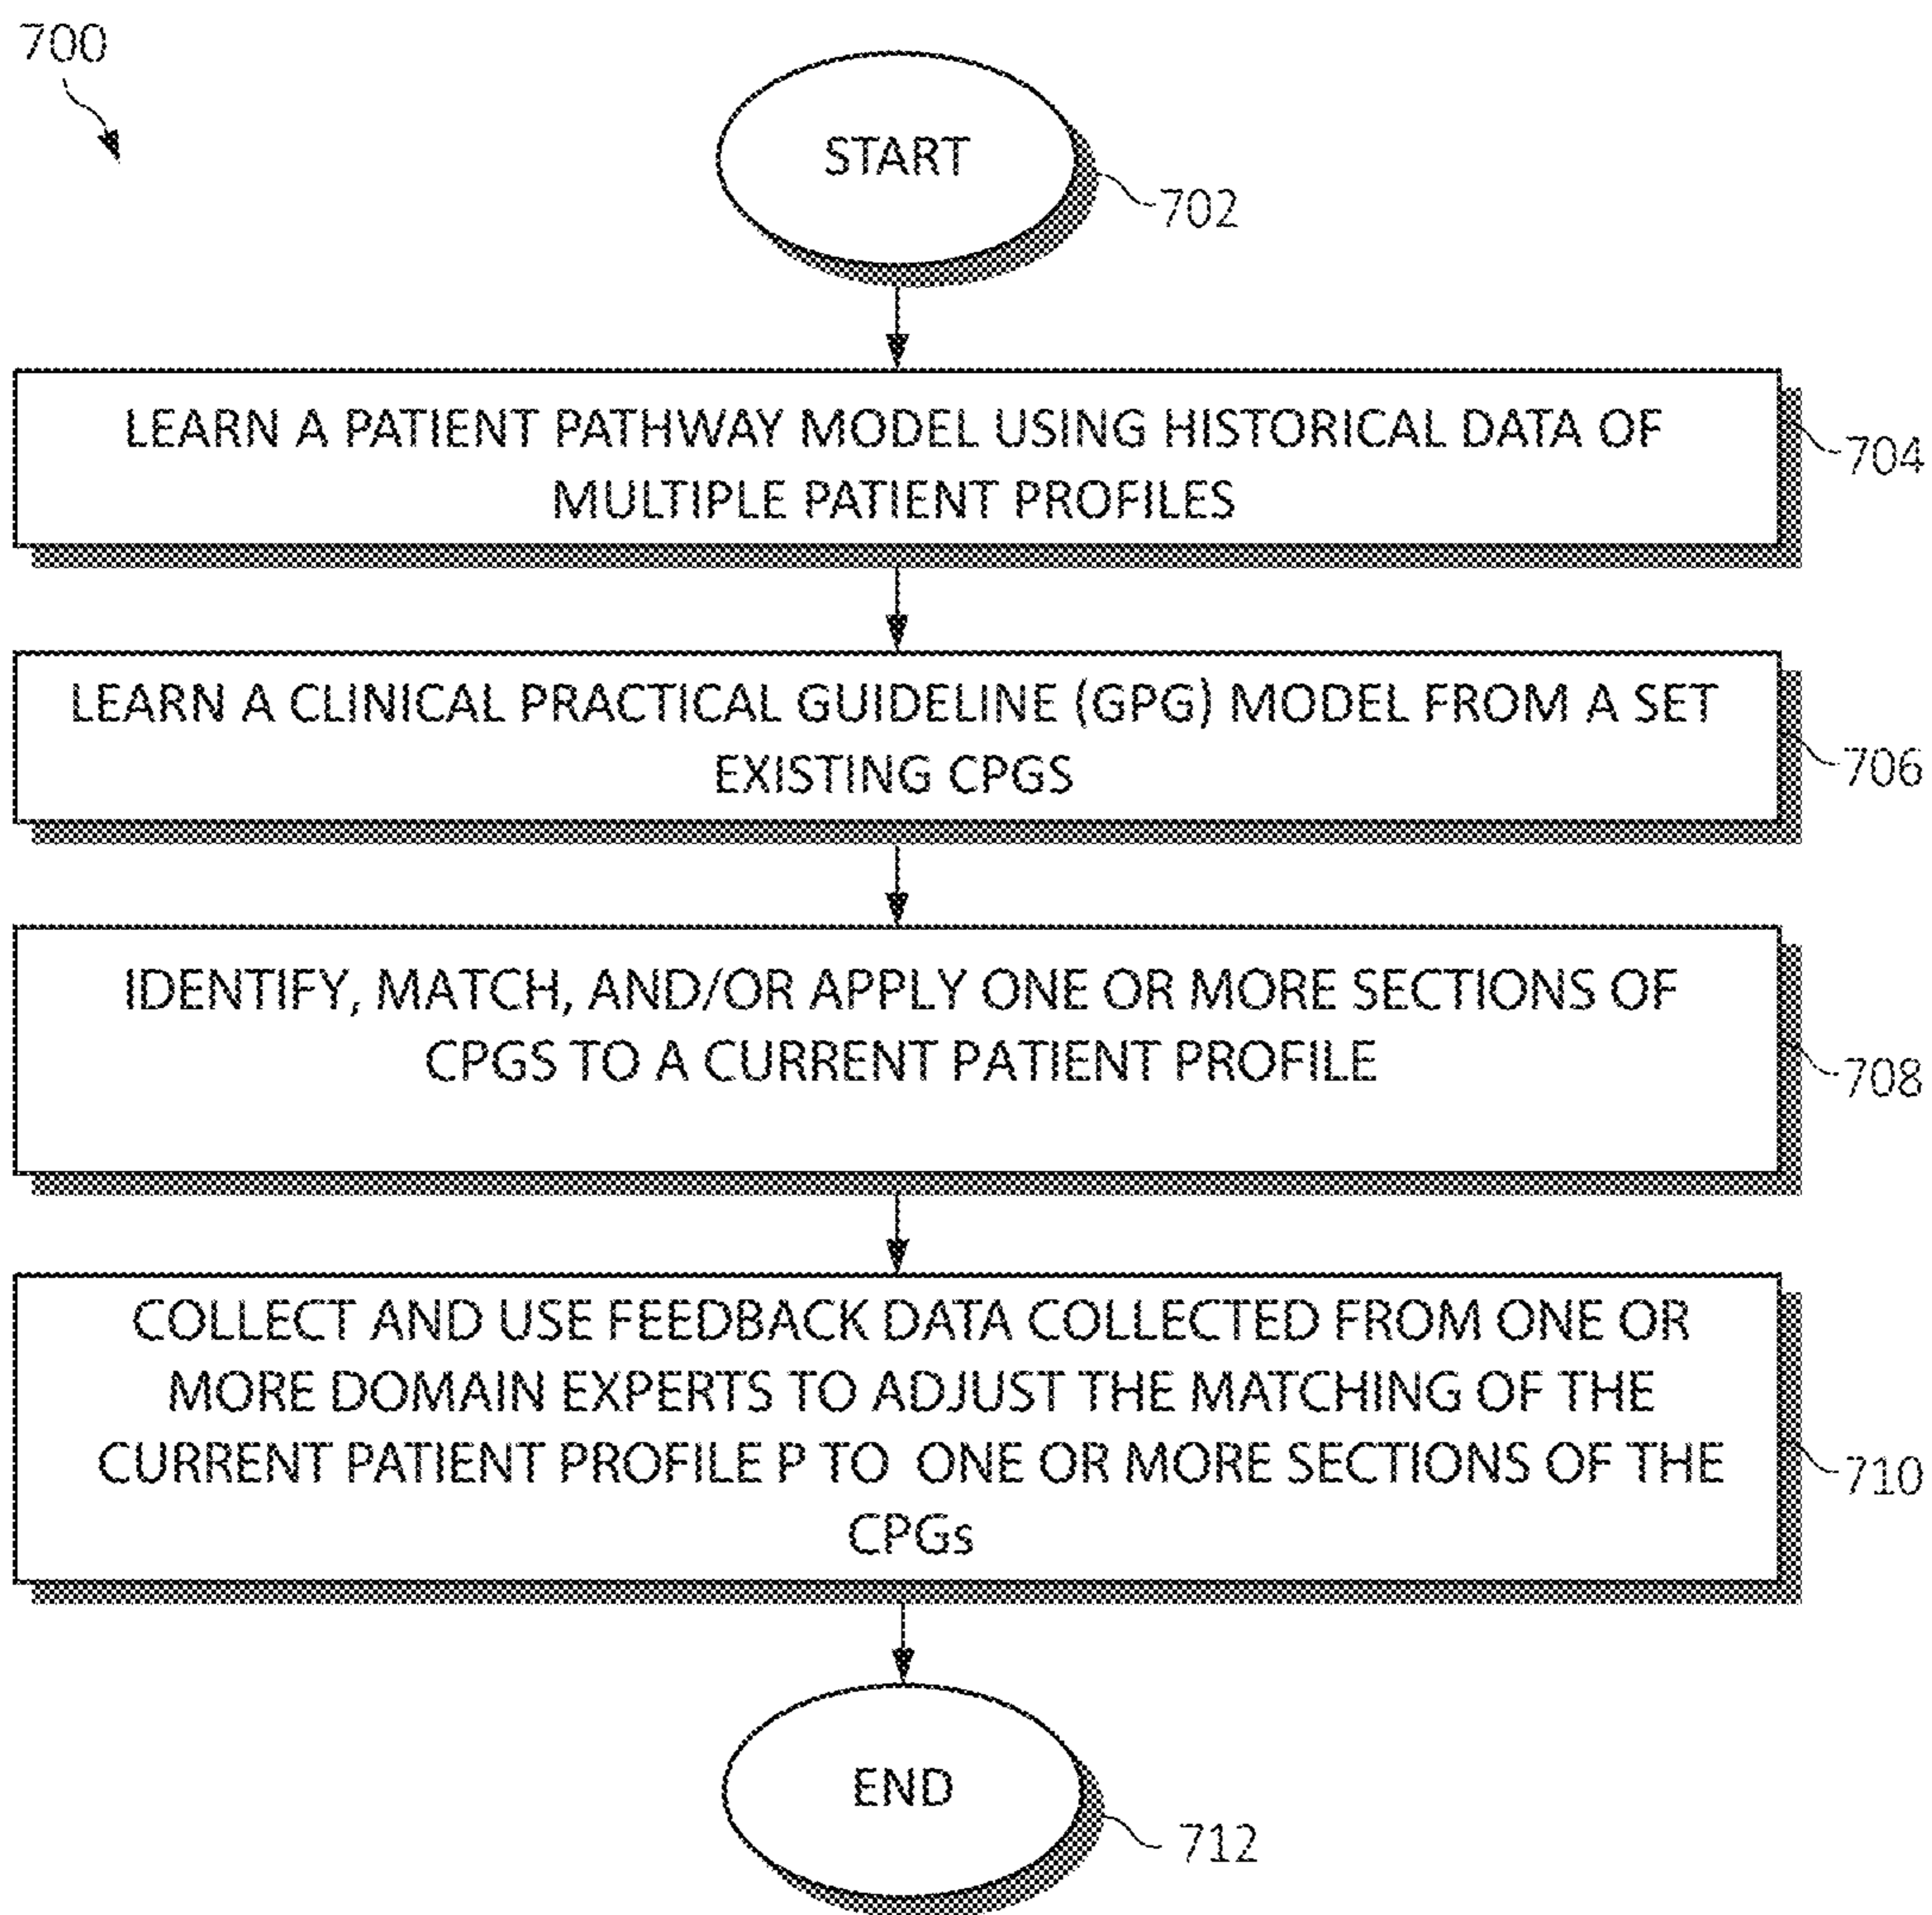 700
START
702
LEARN A PATIENT PATHWAY MODEL USING HISTORICAL DATA OF
MULTIPLE PATIENT PROFILES
704
LEARN A CLINICAL PRACTICAL GUIDELINE (GPG) MODEL FROM A SET
EXISTING CPGS
706
IDENTIFY, MATCH, AND/OR APPLY ONE OR MORE SECTIONS OF
CPGS TO A CURRENT PATIENT PROFILE
708
COLLECT AND USE FEEDBACK DATA COLLECTED FROM ONE OR
MORE DOMAIN EXPERTS TO ADJUST THE MATCHING OF THE
CURRENT PATIENT PROFILE P TO ONE OR MORE SECTIONS OF THE
CPGs
710
END
712